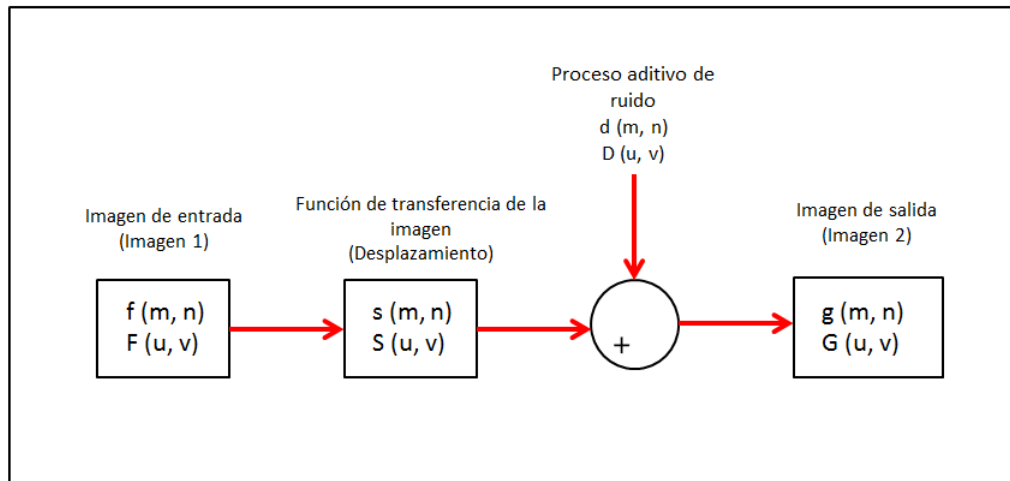 Proceso aditivo de
ruido
d (m, n)
D (u, v)
Imagen de entrada
(Imagen 1)
Función de transferencia de la
imagen
(Desplazamiento)
Imagen de salida
(Imagen 2)
f (m, n)
F (u, v)
s (m, n)
S (u, v)
+
g (m, n)
G (u, v)